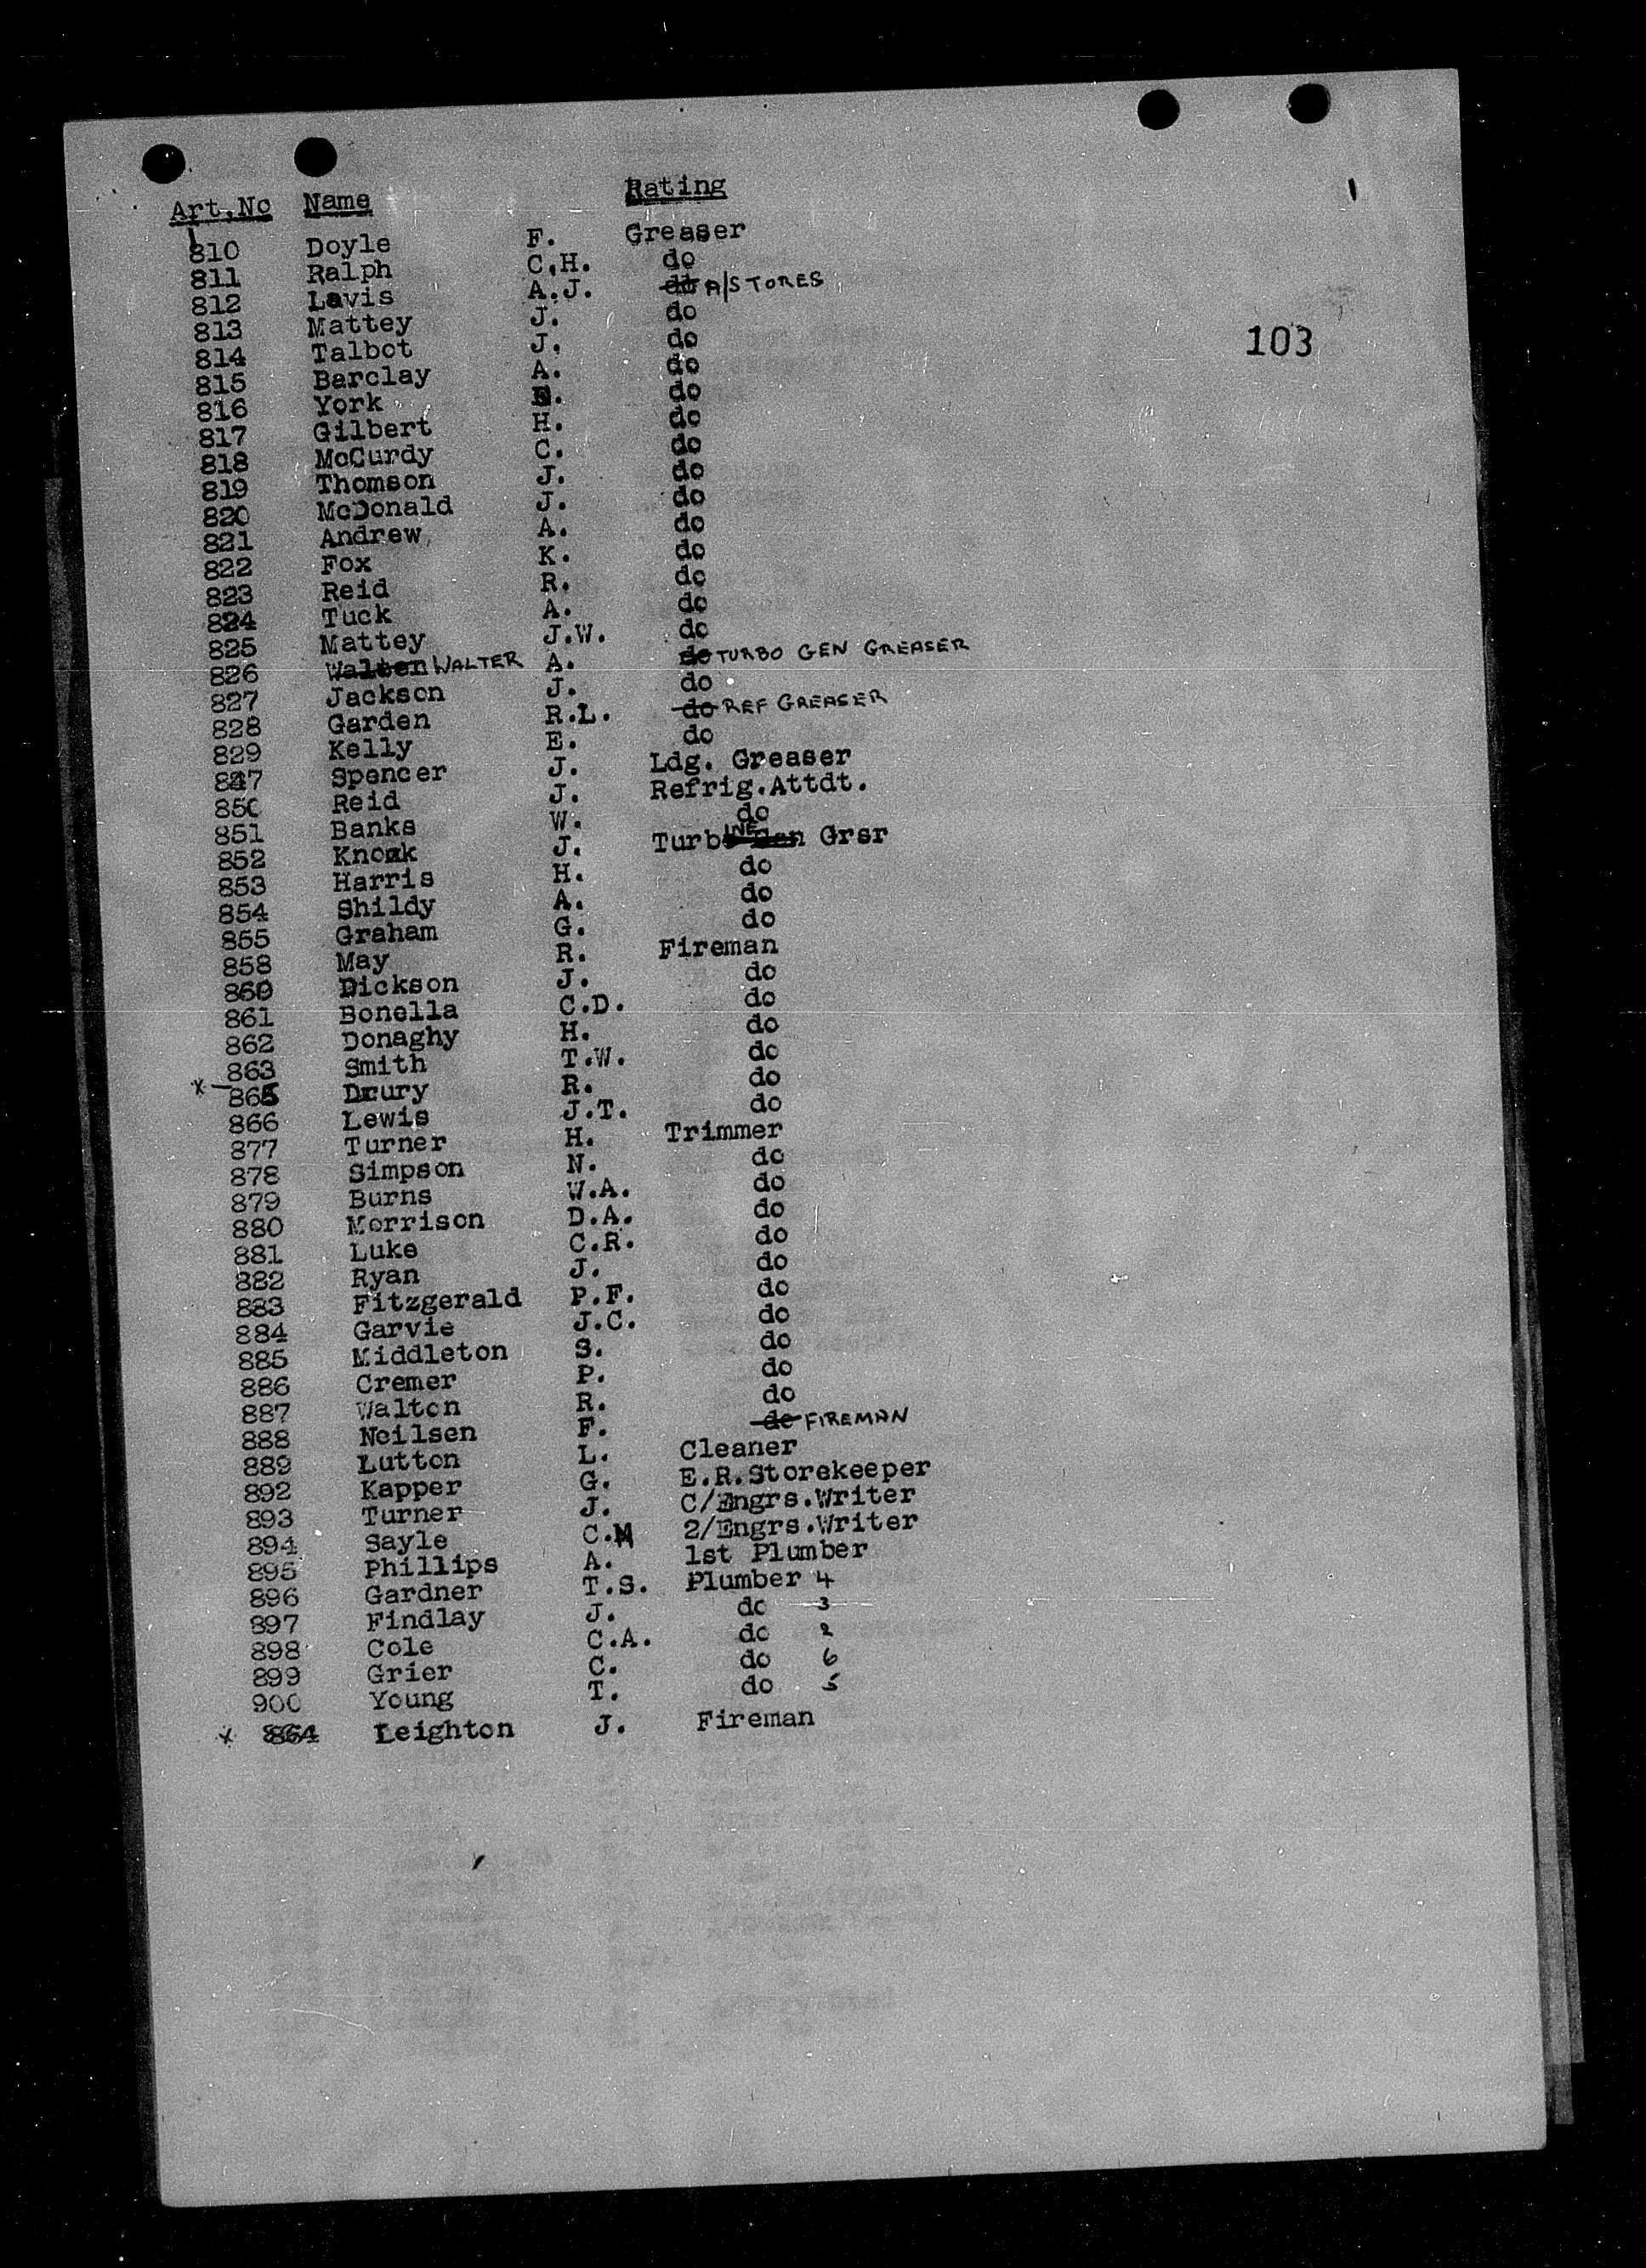 Art.No Name Rating
103
810 Doyle F. Greaser
811 Ralph C.H. do
812 Lavis A.J. do A/STORES
813 Mattey J. do
814 Talbot J. do
815 Barclay A. do
816 York do
817 Gilbert H. do
818 McCurdy C. do
819 Thomson J. do
820 McDonald J. do
821 Andrew A. do
822 Fox K. do
823 Reid R. do
824 Tuck A. do
825 Mattey J.W. do
826 Walten WALTER A. do TURBO GEN GREASER
827 Jackson J. do
828 Garden R.L. do REF GREASER
829 Kelly E. do
847 Spencer J. Ldg. Greaser
850 Reid J. Refrig.Attdt.
851 Banks W. do
852 J. Turbo INE Gen Grsr
853 Harris H. do
854 Shildy A. do
855 Graham G. do
858 May R. Fireman
860 Dickson J. do
861 Bonella C.D. do
862 Donaghy H. do
863 Smith T.W. do
x 865 Drury R. do
866 Lewis J.T. do
877 Turner H. Trimmer
878 Simpson N. do
879 Burns W.A. do
880 Morrison D.A. do
881 Luke C.R. do
882 Ryan J. do
883 Fitzgerald P.F. do
884 Garvie J.C. do
885 Middleton S. do
886 Cremer P. do
887 Walton R. do
888 Neilsen F. do FIREMAN
889 Lutton L. Cleaner
892 Kapper G. E.R.Storekeeper
893 Turner J. C/Engrs.Writer
894 Sayle C.M 2/Engrs.Writer
895 Phillips A. 1st Plumber
896 Gardner T.S. Plumber 4
897 Findlay J. do 3
898 Cole C.A. do 2
899 Grier C. do 6
900 Young T. do 5
x 864 Leighton J. Fireman